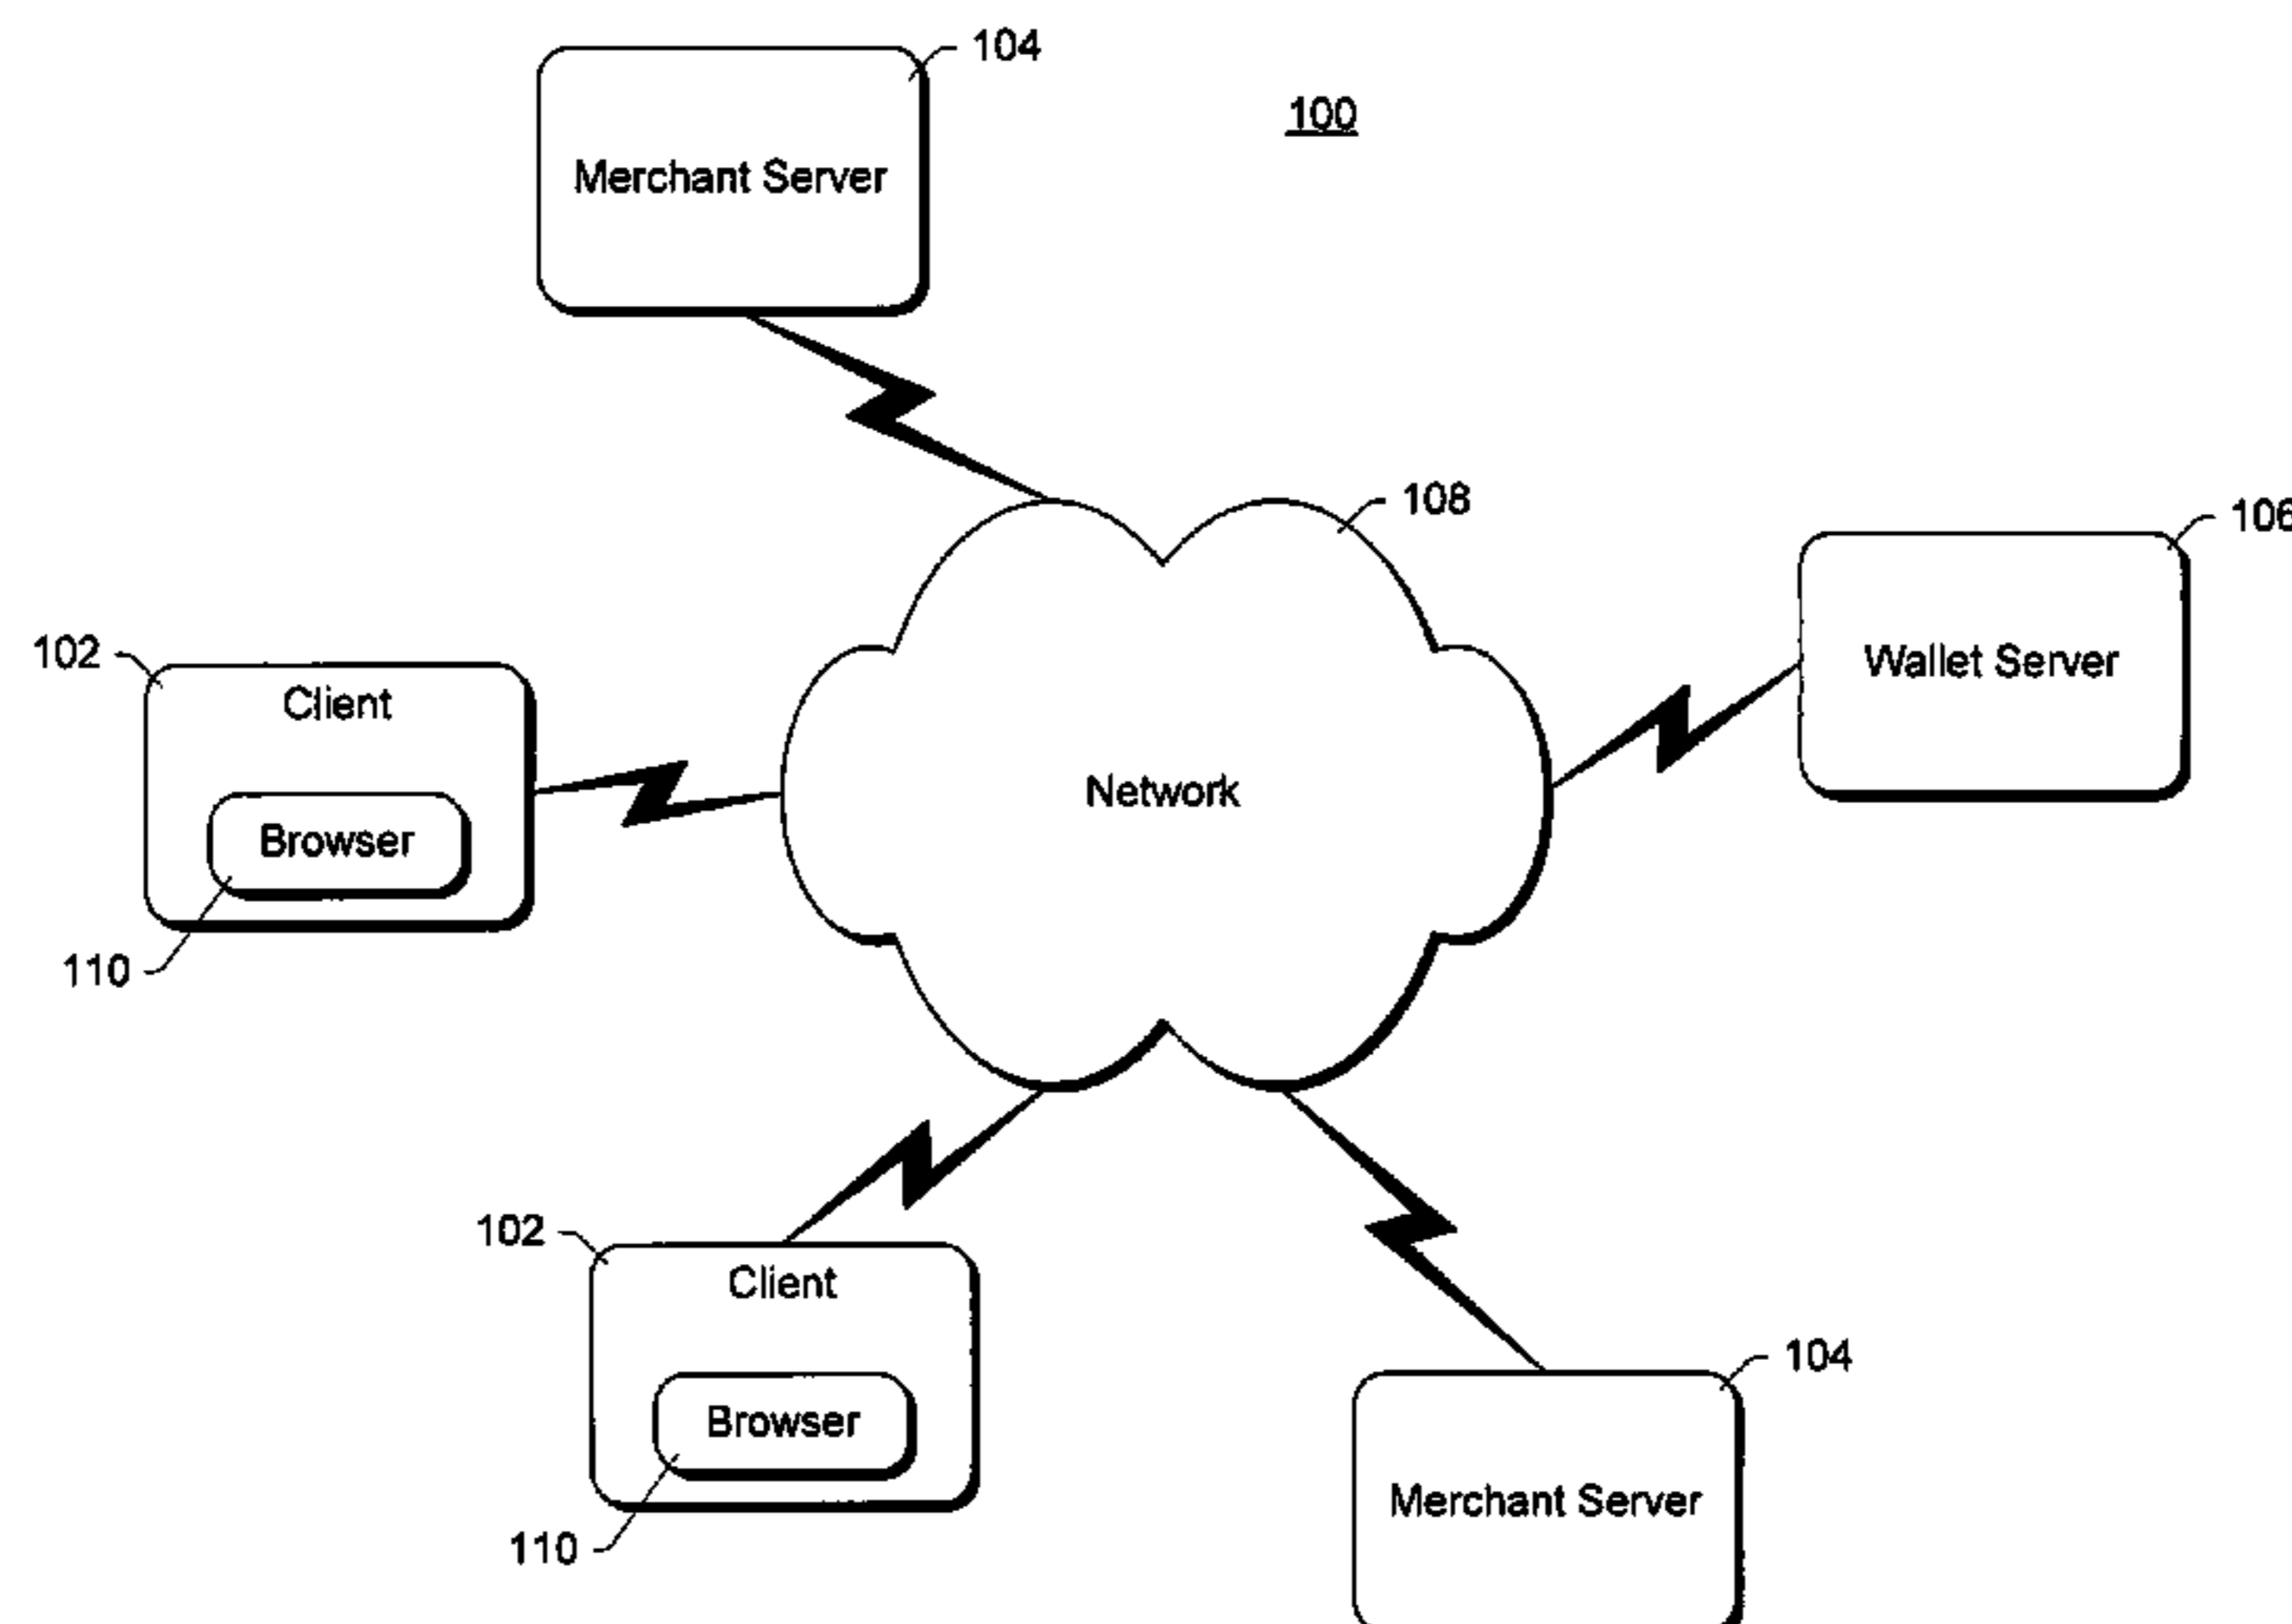 104
100
Merchant Server
108
106
Wallet Server
102
Client
Network
Browser
110
102
Client
104
Browser
Merchant Server
110